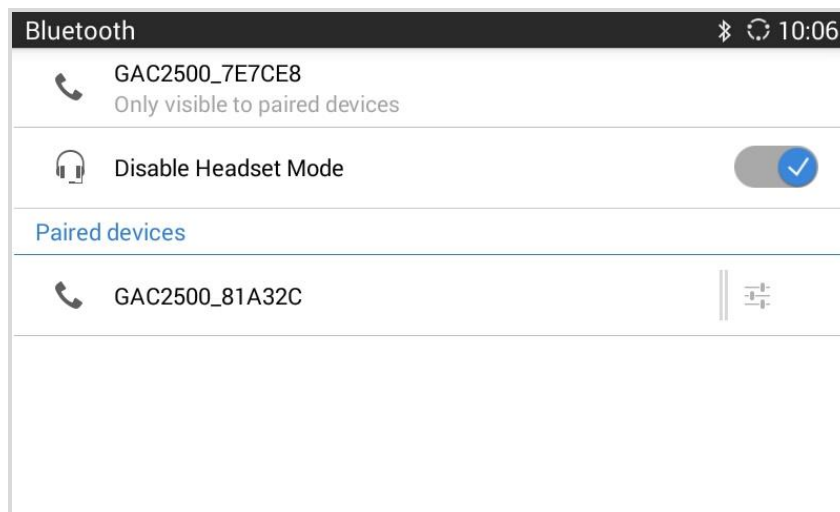 Bluetooth 10:06
GAC2500_7E7CE8
Only visible to paired devices
Disable Headset Mode
Paired devices
GAC2500_81A32C